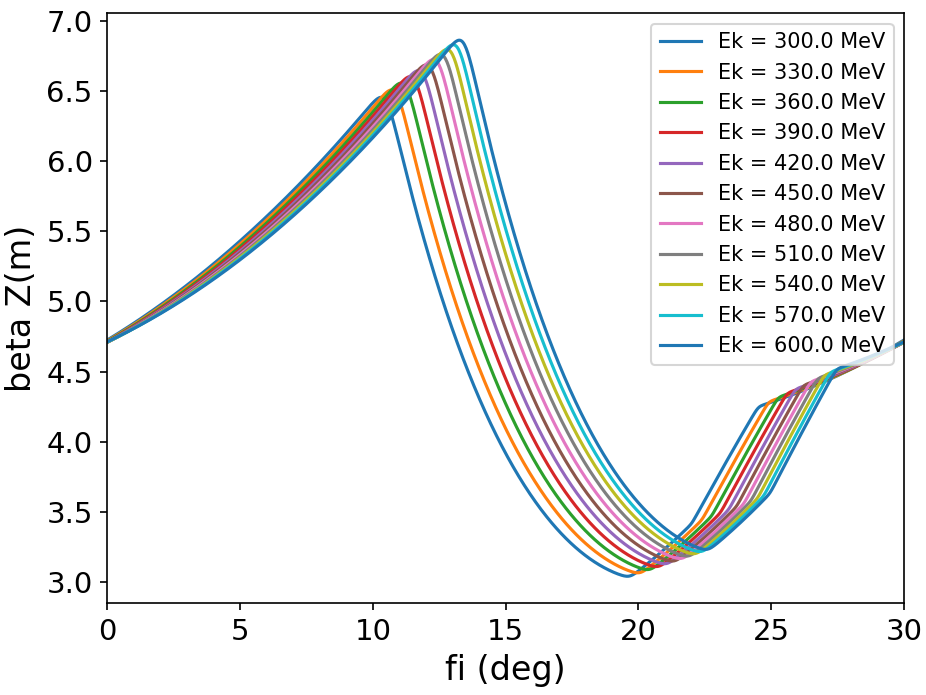 7.0
6.5
6.0
5.5
5.0
4.5
4.0
3.5
3.0
beta Z(m)
0 5 10 15 20 25 30
fi (deg)
Ek = 300.0 MeV
Ek = 330.0 MeV
Ek = 360.0 MeV
Ek = 390.0 MeV
Ek = 420.0 MeV
Ek = 450.0 MeV
Ek = 480.0 MeV
Ek = 510.0 MeV
Ek = 540.0 MeV
Ek = 570.0 MeV
Ek = 600.0 MeV